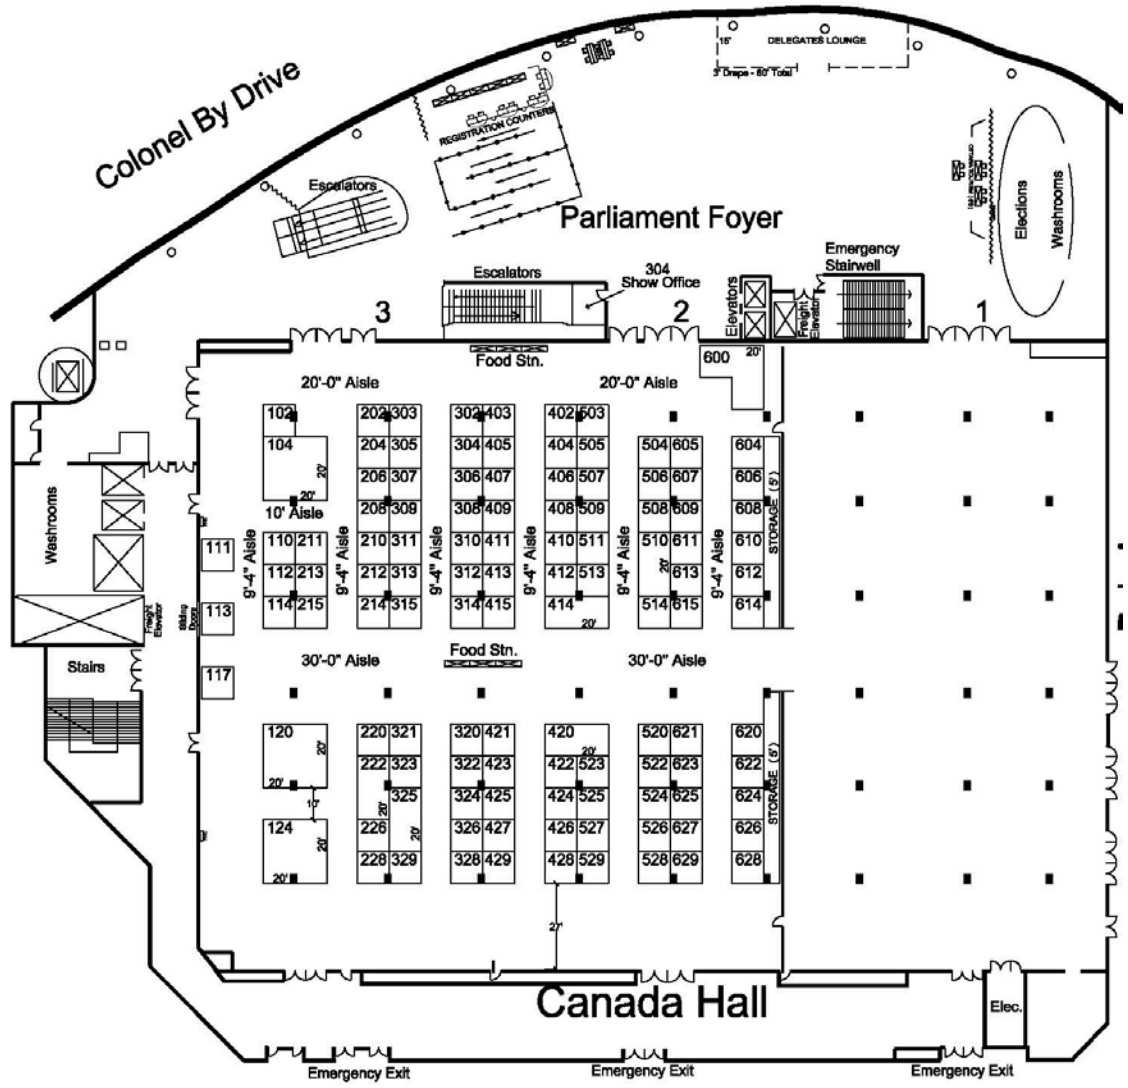 15'
DELEGATES LOUNGE
3' Drape - 60' Total
Colonel By Drive
REGISTRATION COUNTERS
Escalators
Parliament Foyer
Elections
Washrooms
Emergency
Stairwell
Escalators
304
Show Office
Elevators
Freight
Elevator
3
2
1
Food Stn.
600
20'
20'-0" Aisle
20'-0" Aisle
102
202 303
302 403
402 503
104
20'
20'
204 305
304 405
404 505
504 605
604
206 307
306 407
406 507
506 607
606
10' Aisle
208 309
308 409
408 509
508 609
608
STORAGE (5')
Washrooms
111
9'-4" Aisle
110 211
9'-4" Aisle
210 311
9'-4" Aisle
310 411
9'-4" Aisle
410 511
9'-4" Aisle
510 611
20'
9'-4" Aisle
610
112 213
212 313
312 413
412 513
613
612
Freight
Elevator
Sliding
Doors
113
114 215
214 315
314 415
414
20'
514 615
614
Stairs
30'-0" Aisle
Food Stn.
30'-0" Aisle
117
120
20'
20'
220 321
320 421
420
20'
520 621
620
222 323
322 423
422 523
522 623
622
STORAGE (5')
10'
20'
325
20'
324 425
424 525
524 625
624
124
20'
20'
226
326 427
426 527
526 627
626
228 329
328 429
428 529
528 629
628
27'
Canada Hall
Elec.
Emergency Exit
Emergency Exit
Emergency Exit